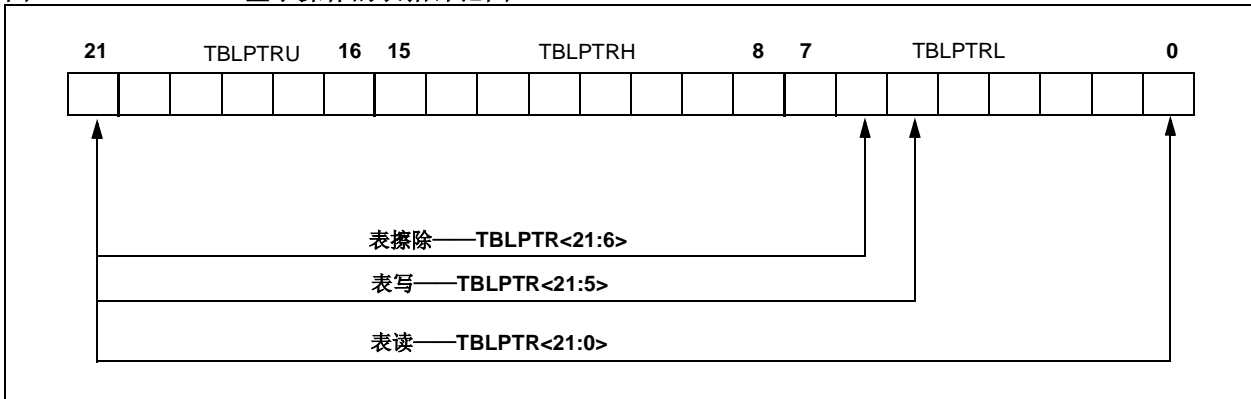 21 TBLPTRU 16 15 TBLPTRH 8 7 TBLPTRL 0
表擦除——TBLPTR<21:6>
表写——TBLPTR<21:5>
表读——TBLPTR<21:0>